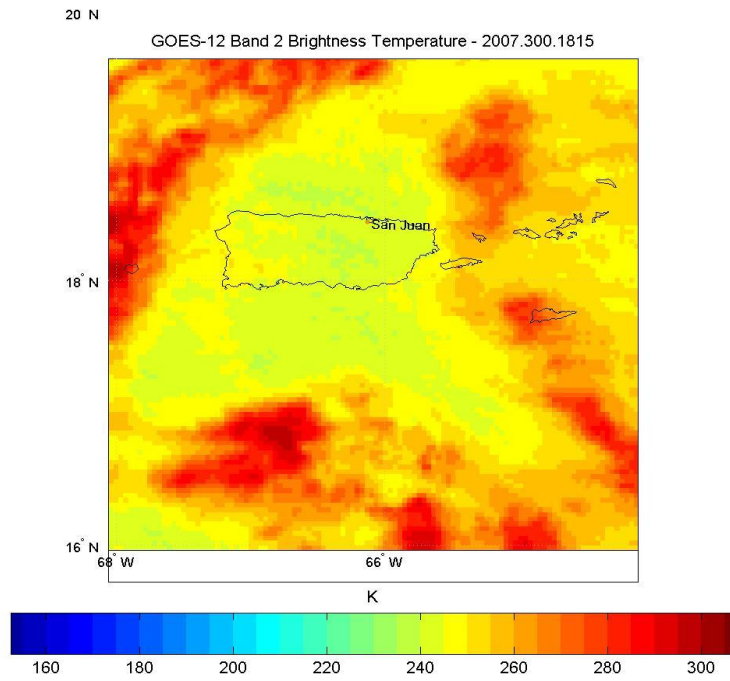 20° N
GOES-12 Band 2 Brightness Temperature - 2007.300.1815
San Juan
18° N
16° N
68° W
66° W
K
160 180 200 220 240 260 280 300